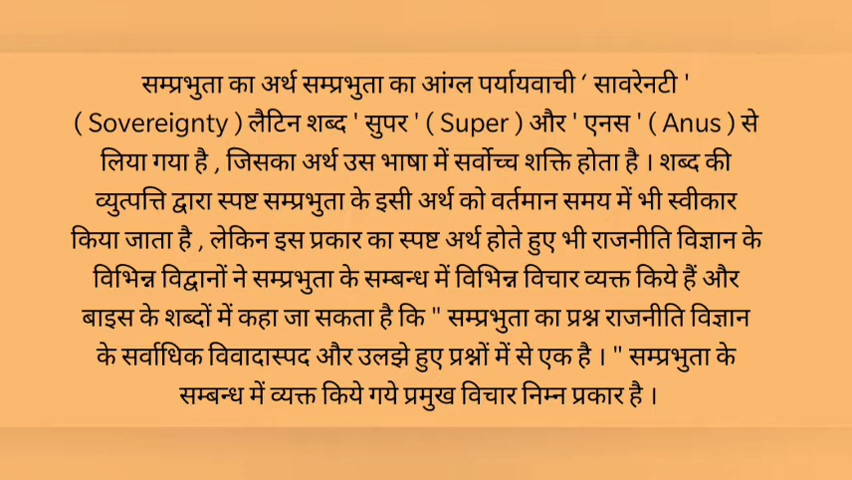 सम्प्रभुता का अर्थ सम्प्रभुता का आंग्ल पर्यायवाची ‘ सावरेनटी '
( Sovereignty ) लैटिन शब्द ' सुपर ' ( Super ) और ' एनस ' ( Anus ) से
लिया गया है , जिसका अर्थ उस भाषा में सर्वोच्च शक्ति होता है । शब्द की
व्युत्पत्ति द्वारा स्पष्ट सम्प्रभुता के इसी अर्थ को वर्तमान समय में भी स्वीकार
किया जाता है , लेकिन इस प्रकार का स्पष्ट अर्थ होते हुए भी राजनीति विज्ञान के
विभिन्न विद्वानों ने सम्प्रभुता के सम्बन्ध में विभिन्न विचार व्यक्त किये हैं और
बाइस के शब्दों में कहा जा सकता है कि " सम्प्रभुता का प्रश्न राजनीति विज्ञान
के सर्वाधिक विवादास्पद और उलझे हुए प्रश्नों में से एक है । " सम्प्रभुता के
सम्बन्ध में व्यक्त किये गये प्रमुख विचार निम्न प्रकार है ।